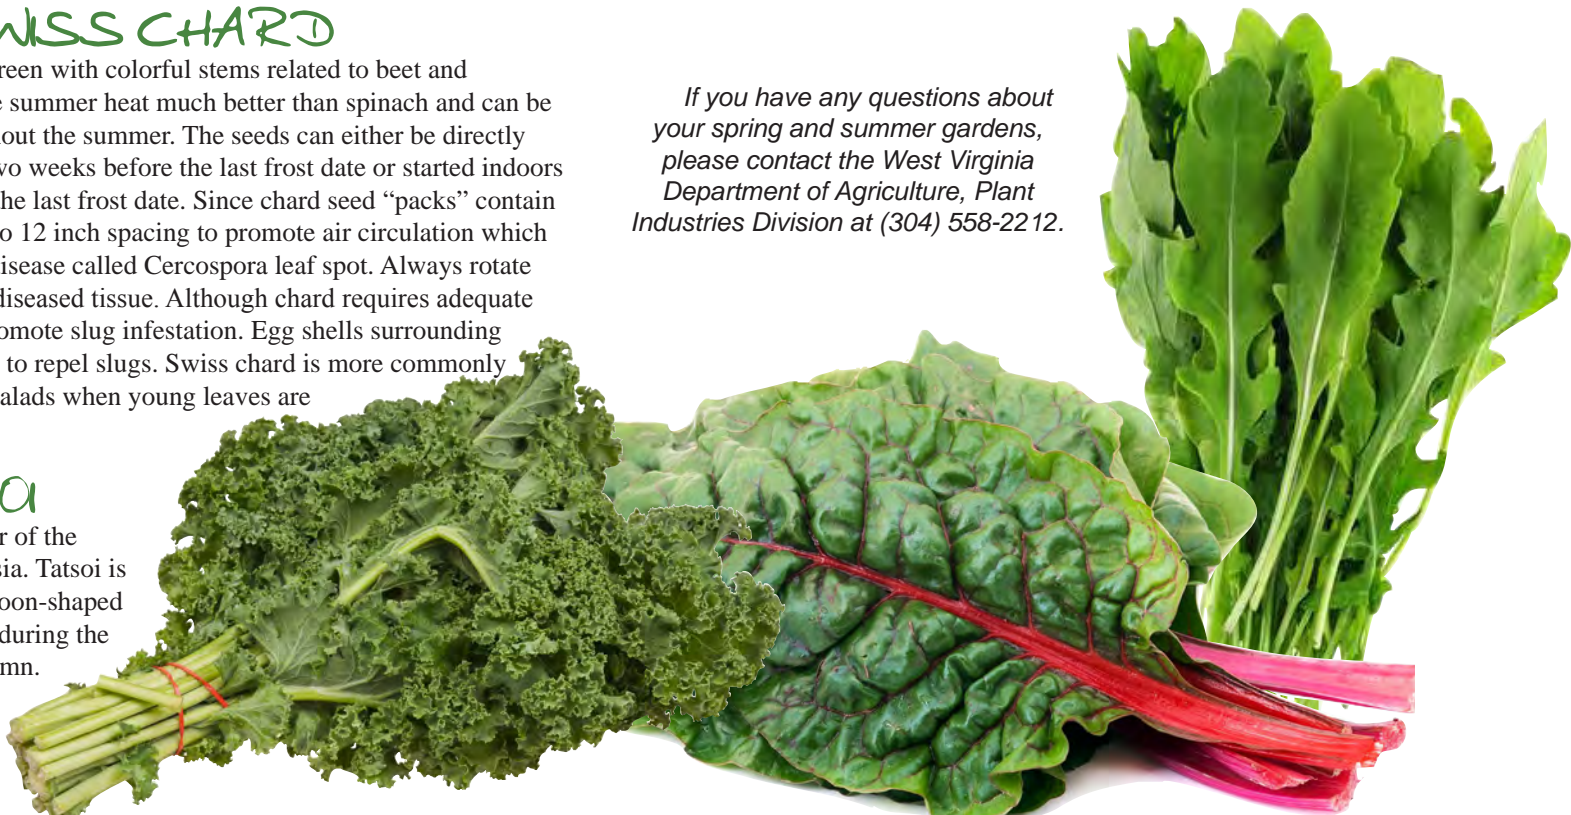 WISS CHARD
reen with colorful stems related to beet and
e summer heat much better than spinach and can be
out the summer. The seeds can either be directly
wo weeks before the last frost date or started indoors
he last frost date. Since chard seed “packs” contain
o 12 inch spacing to promote air circulation which
isease called Cercospora leaf spot. Always rotate
diseased tissue. Although chard requires adequate
omote slug infestation. Egg shells surrounding
to repel slugs. Swiss chard is more commonly
alads when young leaves are
If you have any questions about
your spring and summer gardens,
please contact the West Virginia
Department of Agriculture, Plant
Industries Division at (304) 558-2212.
r of the
sia. Tatsoi is
oon-shaped
during the
mn.